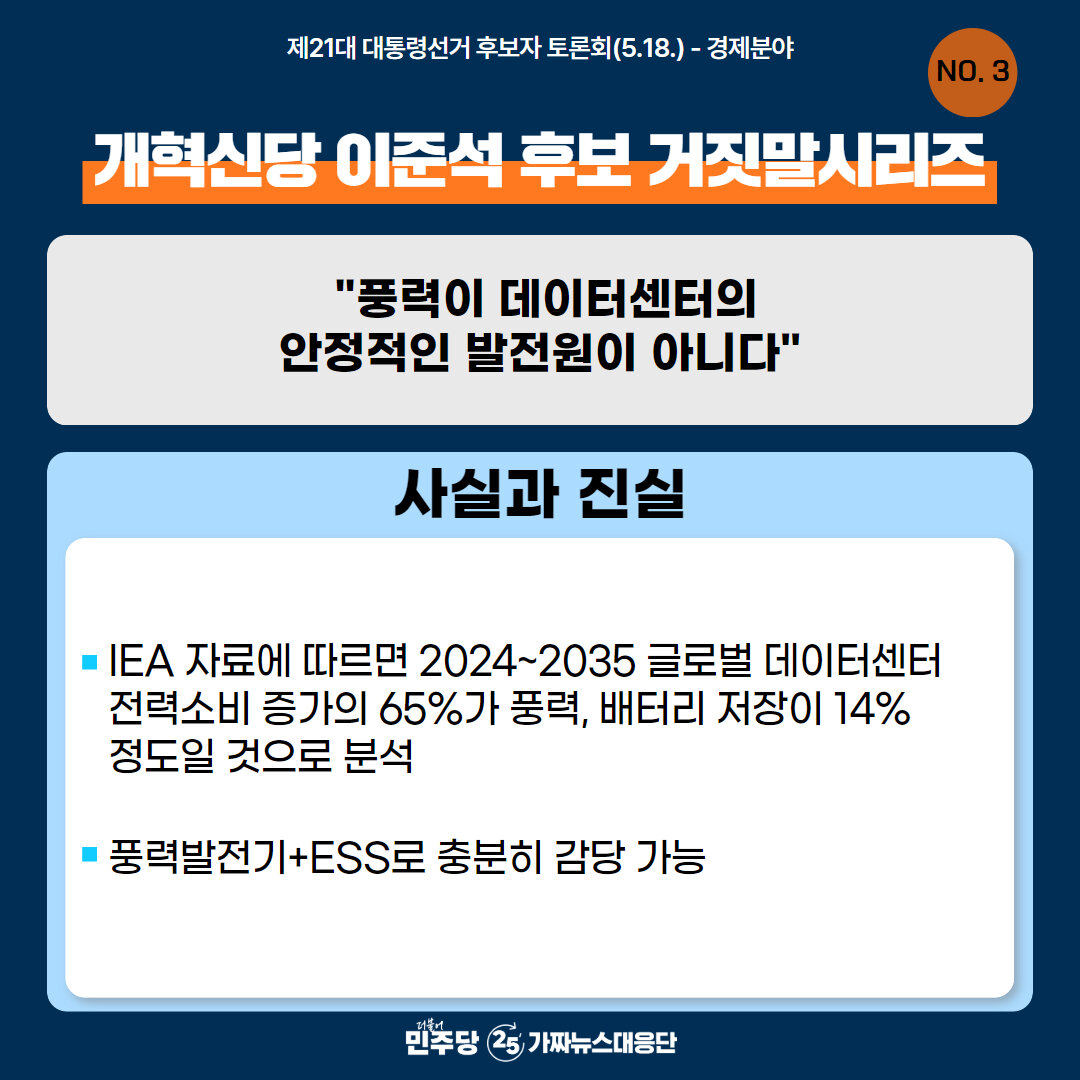 제21대 대통령선거 후보자 토론회(5.18.) - 경제분야
NO. 3
개혁신당 이준석 후보 거짓말시리즈
"풍력이 데이터센터의
안정적인 발전원이 아니다"
사실과 진실
IEA 자료에 따르면 2024~2035 글로벌 데이터센터
전력소비 증가의 65%가 풍력, 배터리 저장이 14%
정도일 것으로 분석
풍력발전기+ESS로 충분히 감당 가능
더불어
민주당 25 가짜뉴스대응단